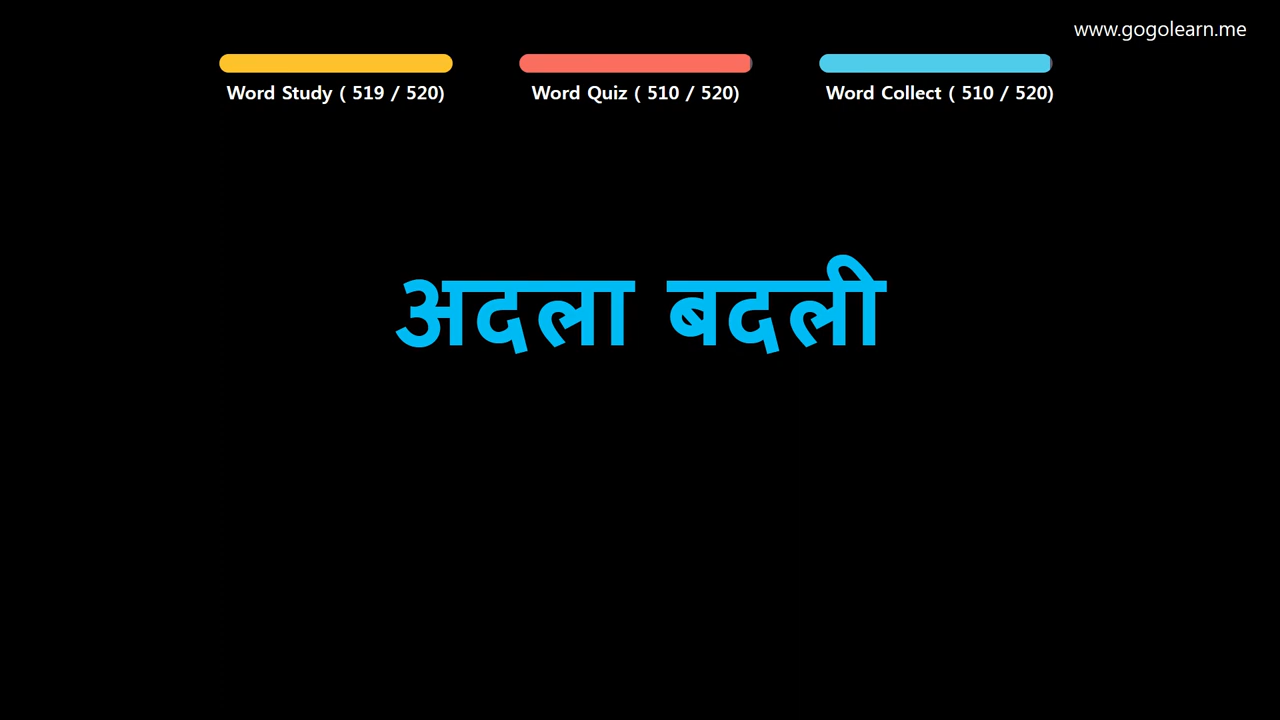 www.gogolearn.me
Word Study ( 519 / 520)
Word Quiz ( 510 / 520)
Word Collect ( 510 / 520)
अदला बदली